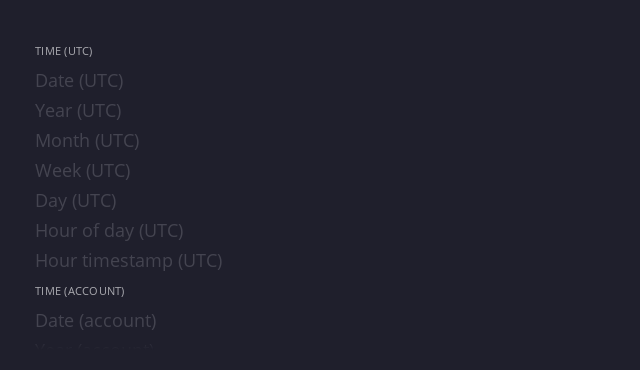 TIME (UTC)
Date (UTC)
Year (UTC)
Month (UTC)
Week (UTC)
Day (UTC)
Hour of day (UTC)
Hour timestamp (UTC)
TIME (ACCOUNT)
Date (account)